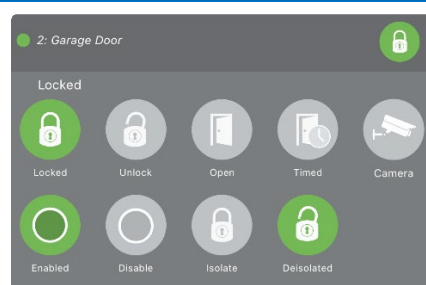 2: Garage Door
Locked
Locked Unlock Open Timed Camera
Enabled Disable Isolate Deisolated